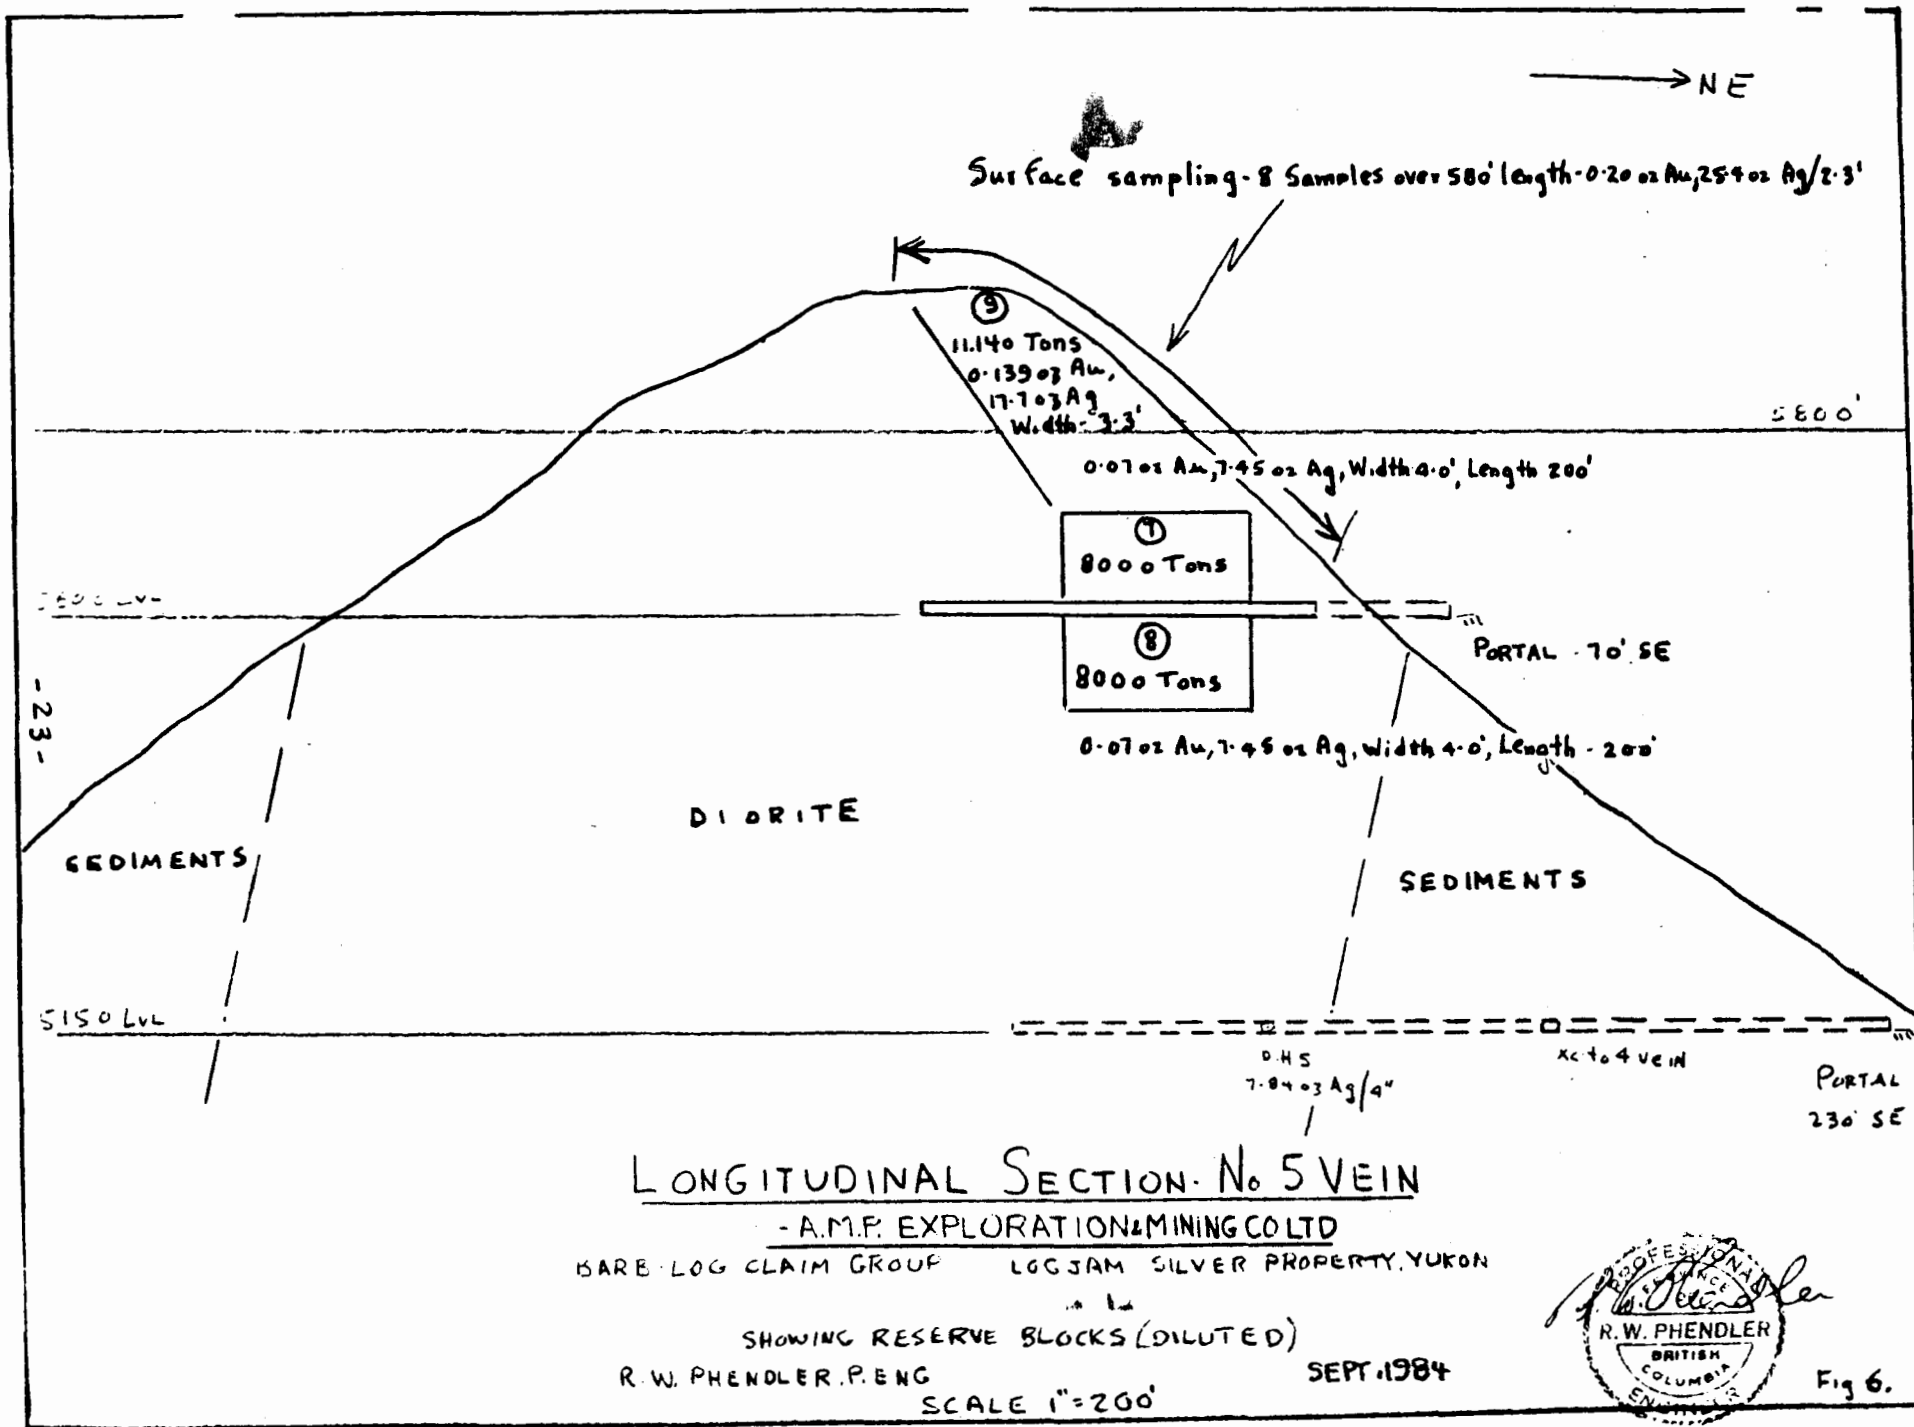 NE
Surface sampling - 8 Samples over 580' length - 0.20 oz Au, 25.4 oz Ag/2.3'
9
11.140 Tons
0.139 oz Au,
17.7 oz Ag
Width - 3.3'
5800'
0.07 oz Au, 7.45 oz Ag, Width 4.0', Length 200'
7
8000 Tons
5600 LVL
8
8000 Tons
PORTAL - 70' SE
-23-
0.07 oz Au, 7.45 oz Ag, Width 4.0', Length - 200'
DIORITE
SEDIMENTS
SEDIMENTS
5150 LVL
D.H 5
7.84 oz Ag/4"
xc to 4 VEIN
PORTAL
230' SE
LONGITUDINAL SECTION. No 5 VEIN
- A.M.P. EXPLORATION & MINING CO LTD
BARB-LOG CLAIM GROUP LOGJAM SILVER PROPERTY, YUKON
SHOWING RESERVE BLOCKS (DILUTED)
R.W. PHENDLER. P. ENG SEPT. 1984
SCALE 1"=200'
PROFESSIONAL
PROVINCE
OF
R.W. PHENDLER
BRITISH
COLUMBIA
ENGINEER
Fig 6.